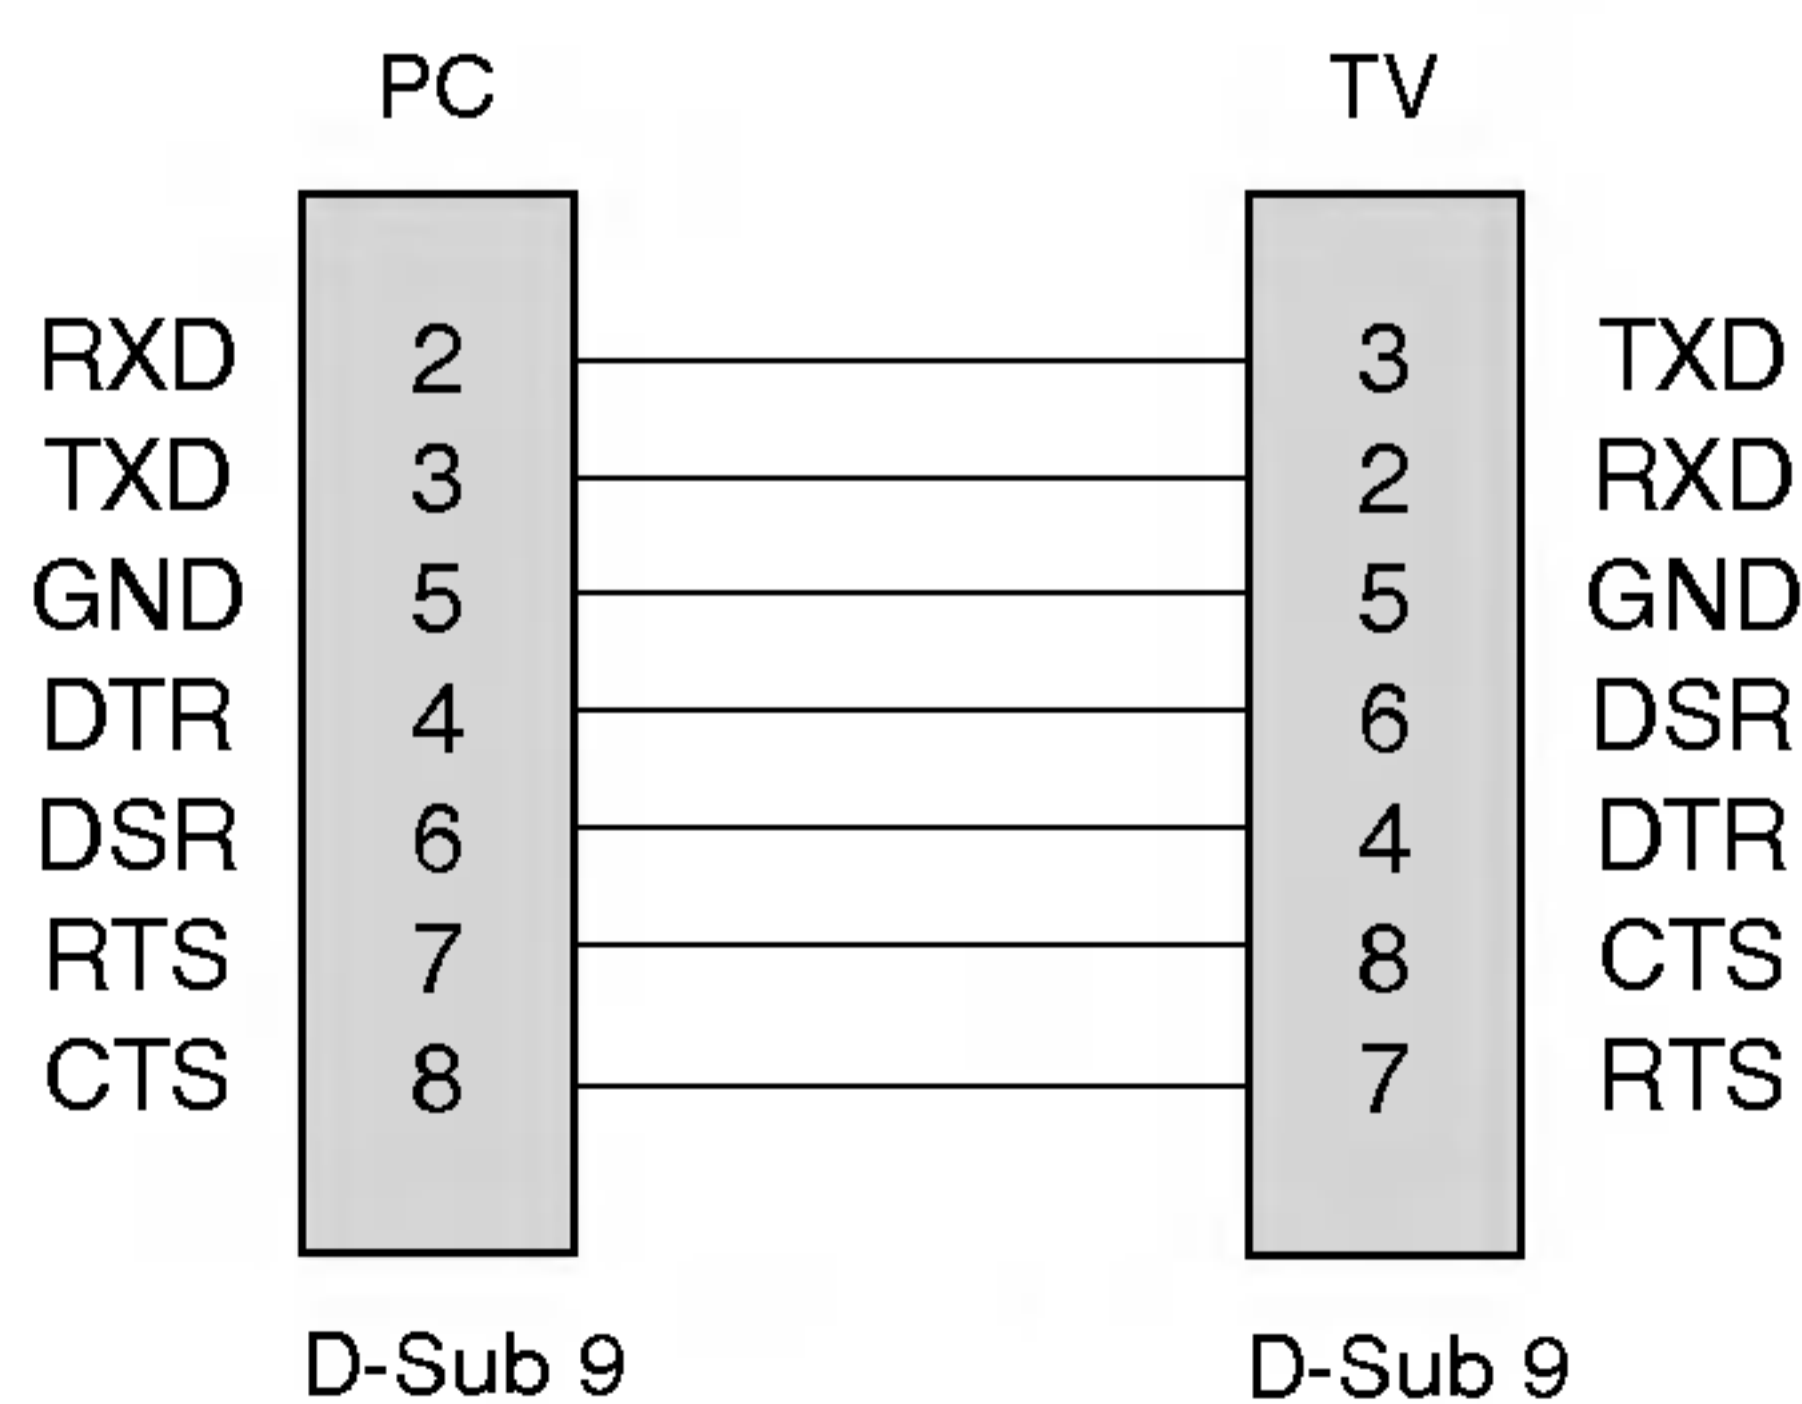 PC TV
RXD 2 3 TXD
TXD 3 2 RXD
GND 5 5 GND
DTR 4 6 DSR
DSR 6 4 DTR
RTS 7 8 CTS
CTS 8 7 RTS
D-Sub 9 D-Sub 9